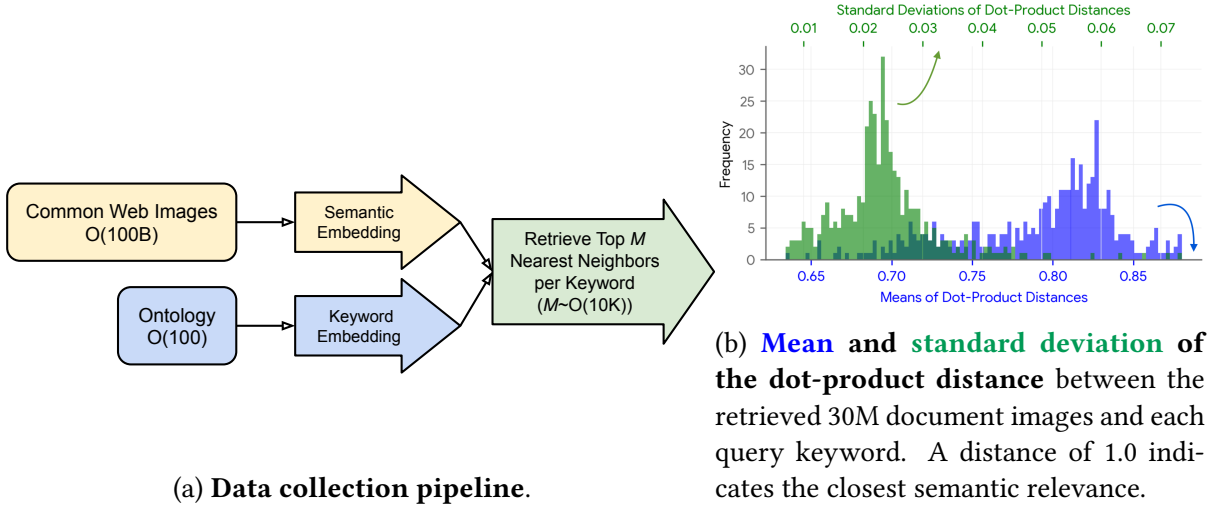 Common Web Images
O(100B)
Semantic
Embedding
Ontology
O(100)
Keyword
Embedding
Retrieve Top M
Nearest Neighbors
per Keyword
(M~O(10K))
(a) Data collection pipeline.
Standard Deviations of Dot-Product Distances
0.01 0.02 0.03 0.04 0.05 0.06 0.07
Frequency
30
25
20
15
10
5
0
0.65 0.70 0.75 0.80 0.85
Means of Dot-Product Distances
(b) Mean and standard deviation of
the dot-product distance between the
retrieved 30M document images and each
query keyword. A distance of 1.0 indi-
cates the closest semantic relevance.